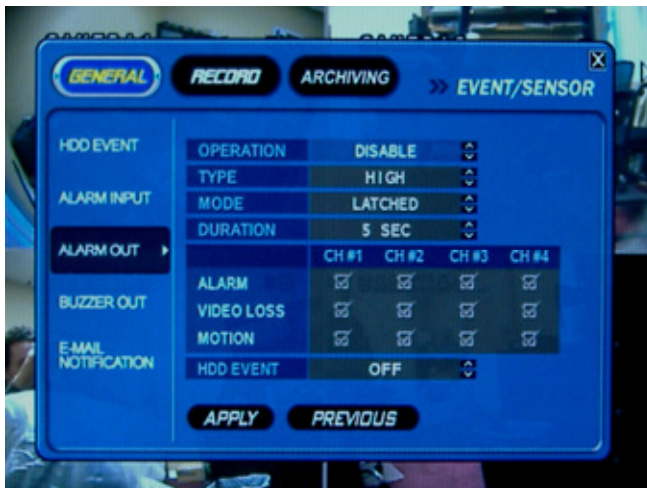 GENERAL RECORD ARCHIVING X
» EVENT/SENSOR
HDD EVENT
ALARM INPUT
ALARM OUT
BUZZER OUT
E-MAIL
NOTIFICATION
OPERATION DISABLE
TYPE HIGH
MODE LATCHED
DURATION 5 SEC
CH #1 CH #2 CH #3 CH #4
ALARM
VIDEO LOSS
MOTION
HDD EVENT OFF
APPLY PREVIOUS